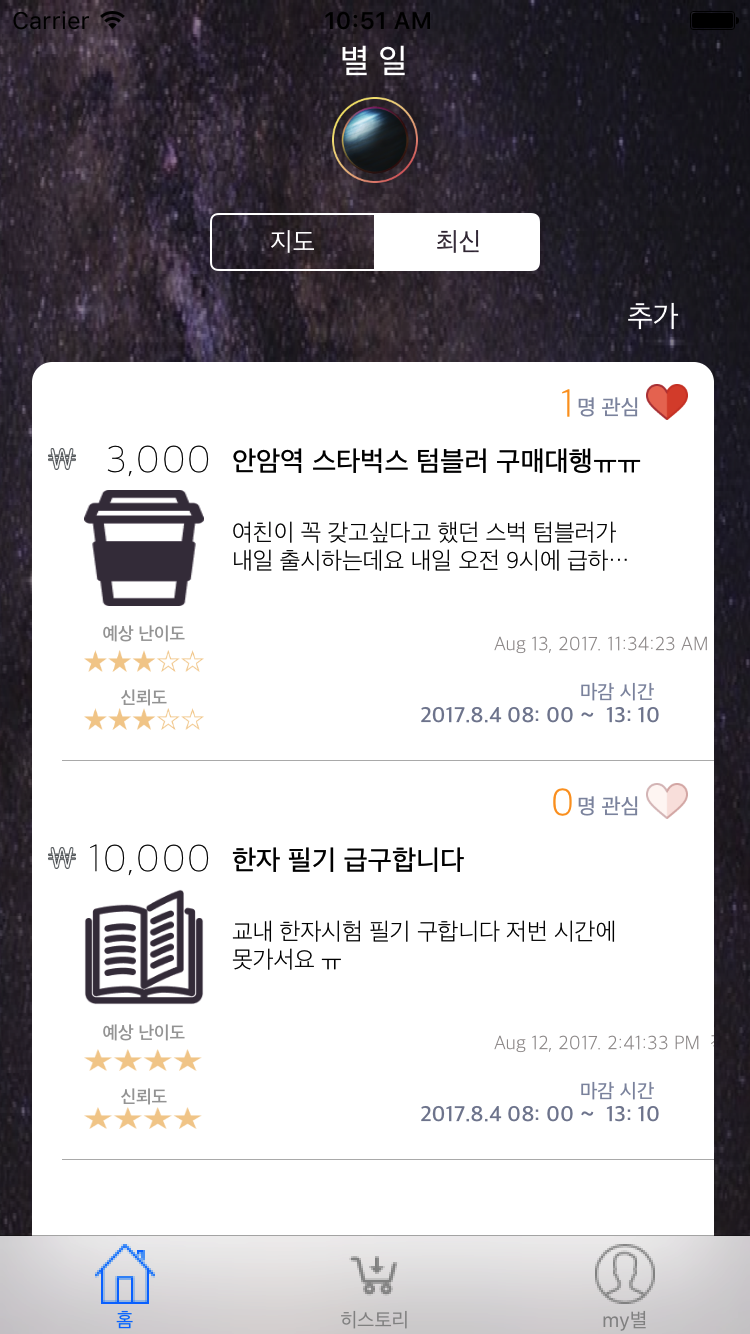 Carrier 10:51 AM
별 일
지도 최신
추가
1명 관심
₩ 3,000 안암역 스타벅스 텀블러 구매대행ㅠㅠ
여친이 꼭 갖고싶다고 했던 스벅 텀블러가
내일 출시하는데요 내일 오전 9시에 급하…
예상 난이도
★★★☆☆
Aug 13, 2017. 11:34:23 AM
신뢰도
★★★☆☆
마감 시간
2017.8.4 08: 00 ~ 13: 10
0명 관심
₩ 10,000 한자 필기 급구합니다
교내 한자시험 필기 구합니다 저번 시간에
못가서요 ㅠ
예상 난이도
★★★★
Aug 12, 2017. 2:41:33 PM
신뢰도
★★★★
마감 시간
2017.8.4 08: 00 ~ 13: 10
홈 히스토리 my별